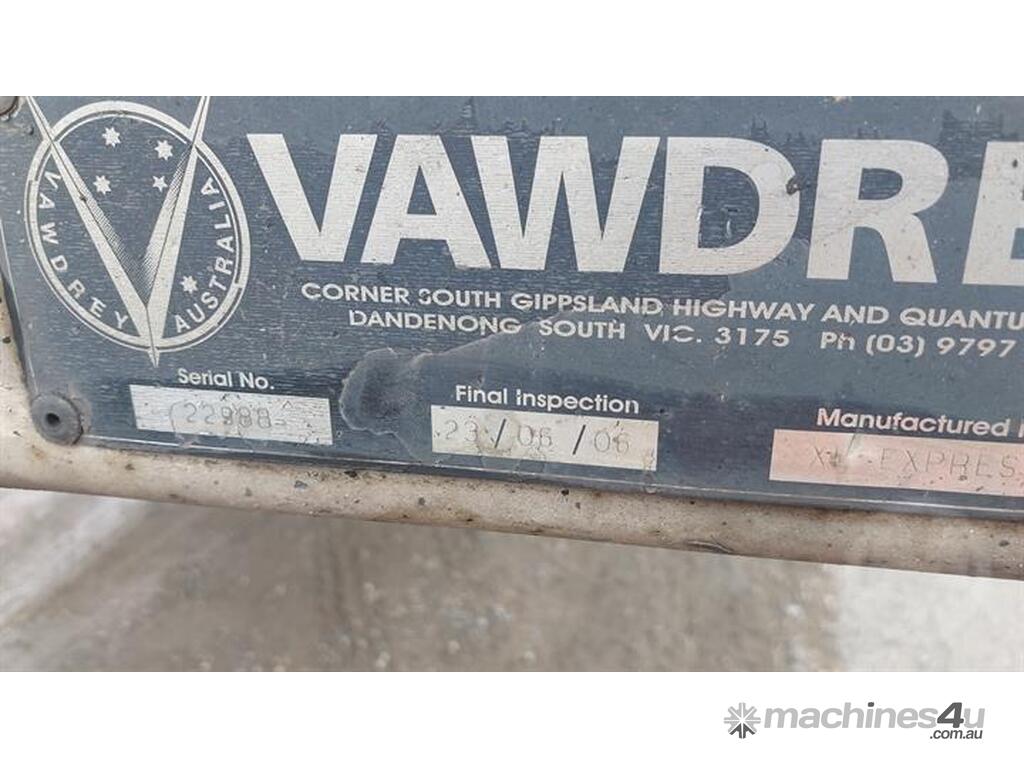 VAWDREY AUSTRALIA
VAWDRE
CORNER SOUTH GIPPSLAND HIGHWAY AND QUANTU
DANDENONG SOUTH VIC. 3175 Ph (03) 9797
Serial No.
Final Inspection
23/06/06
Manufactured
EXPRES
machines4u
.com.au